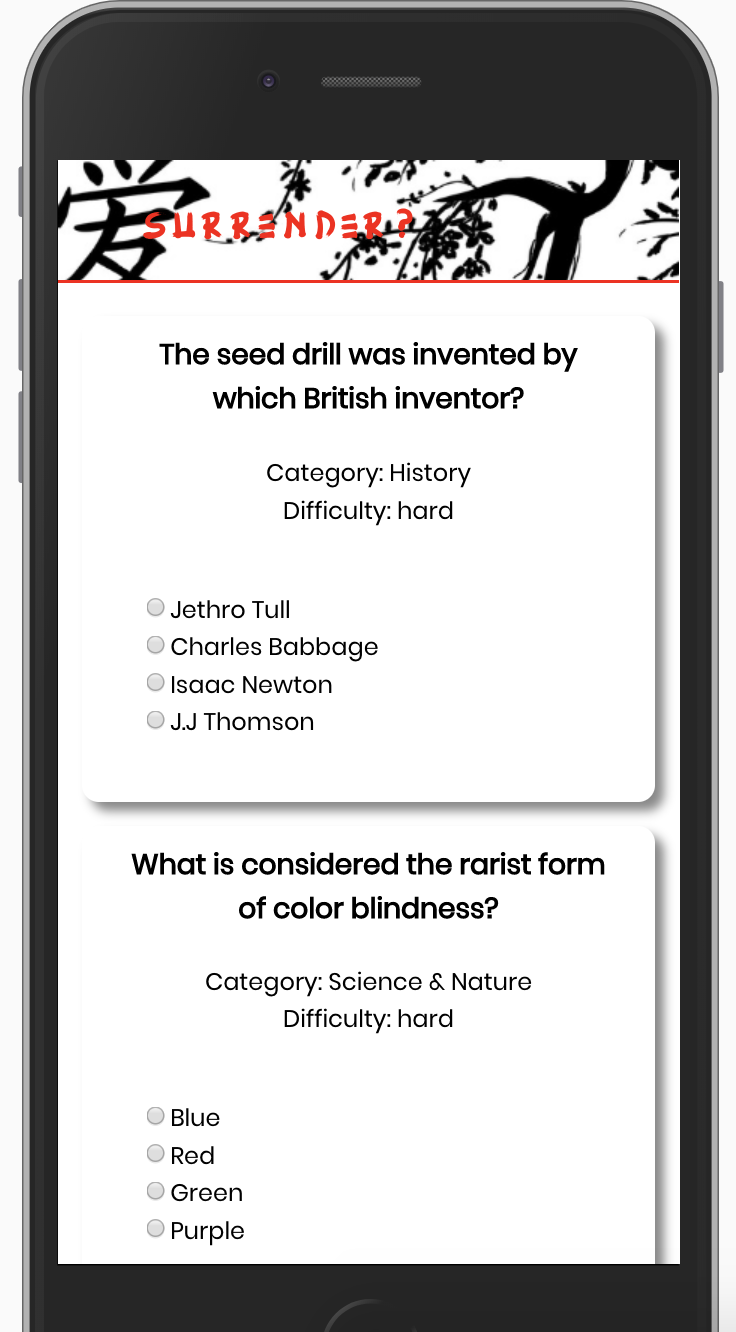 爱
SURRENDER?
The seed drill was invented by
which British inventor?
Category: History
Difficulty: hard
Jethro Tull
Charles Babbage
Isaac Newton
J.J Thomson
What is considered the rarist form
of color blindness?
Category: Science & Nature
Difficulty: hard
Blue
Red
Green
Purple